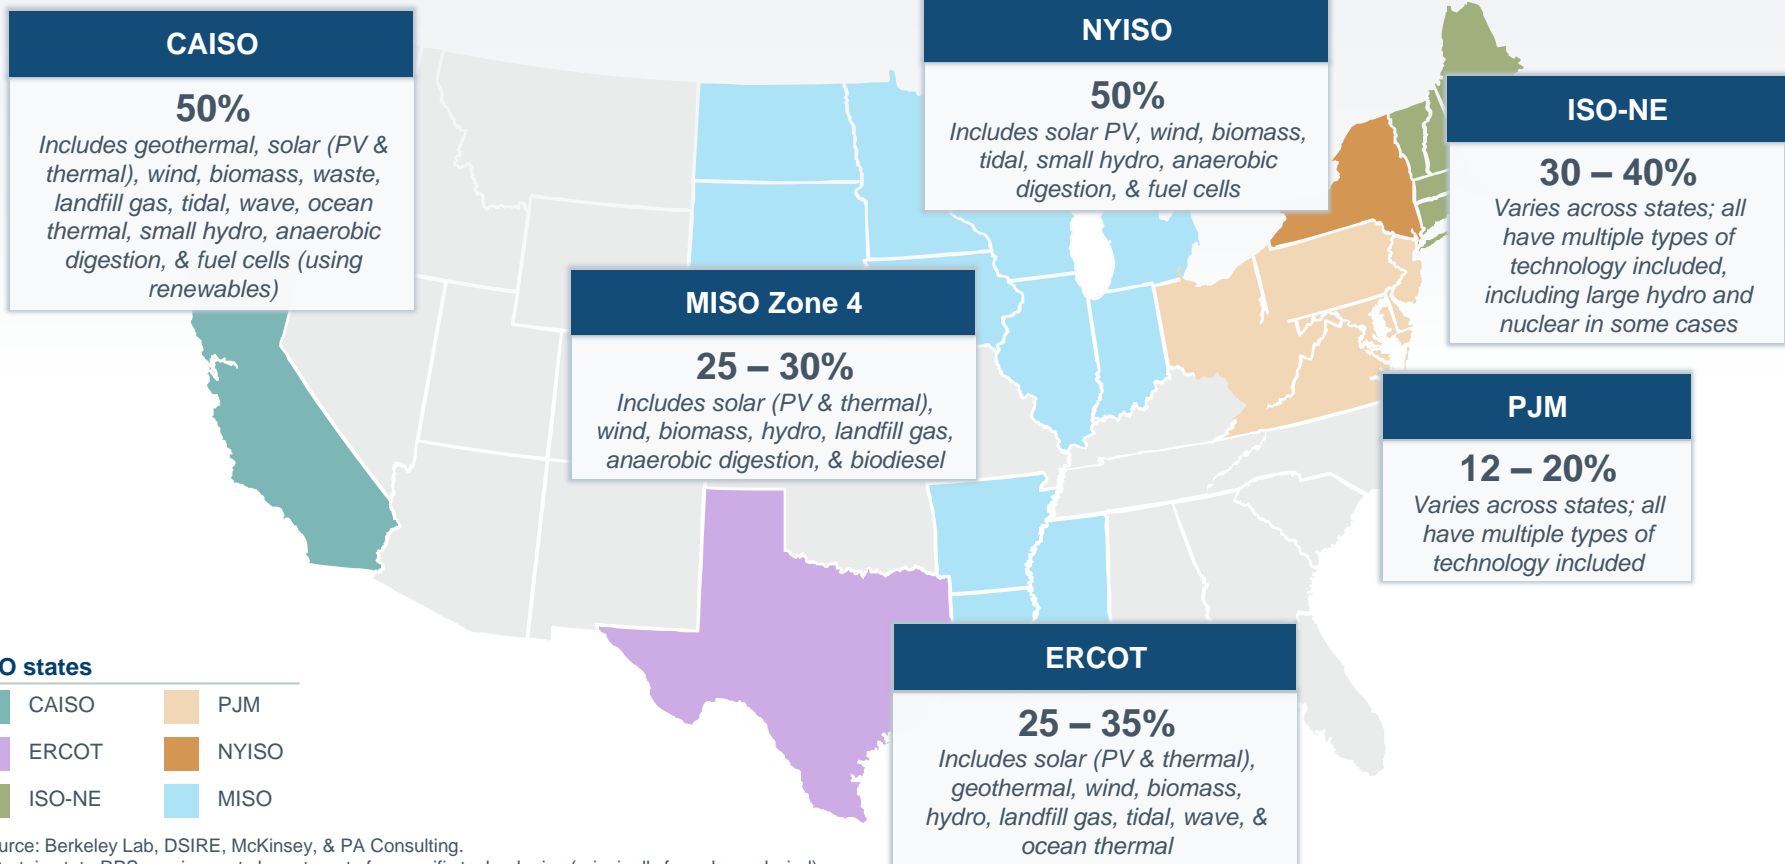 CAISO
50%
Includes geothermal, solar (PV &
thermal), wind, biomass, waste,
landfill gas, tidal, wave, ocean
thermal, small hydro, anaerobic
digestion, & fuel cells (using
renewables)
NYISO
50%
Includes solar PV, wind, biomass,
tidal, small hydro, anaerobic
digestion, & fuel cells
ISO-NE
30 – 40%
Varies across states; all
have multiple types of
technology included,
including large hydro and
nuclear in some cases
MISO Zone 4
25 – 30%
Includes solar (PV & thermal),
wind, biomass, hydro, landfill gas,
anaerobic digestion, & biodiesel
PJM
12 – 20%
Varies across states; all
have multiple types of
technology included
ERCOT
25 – 35%
Includes solar (PV & thermal),
geothermal, wind, biomass,
hydro, landfill gas, tidal, wave, &
ocean thermal
O states
CAISO
PJM
ERCOT
NYISO
ISO-NE
MISO
urce: Berkeley Lab, DSIRE, McKinsey, & PA Consulting.